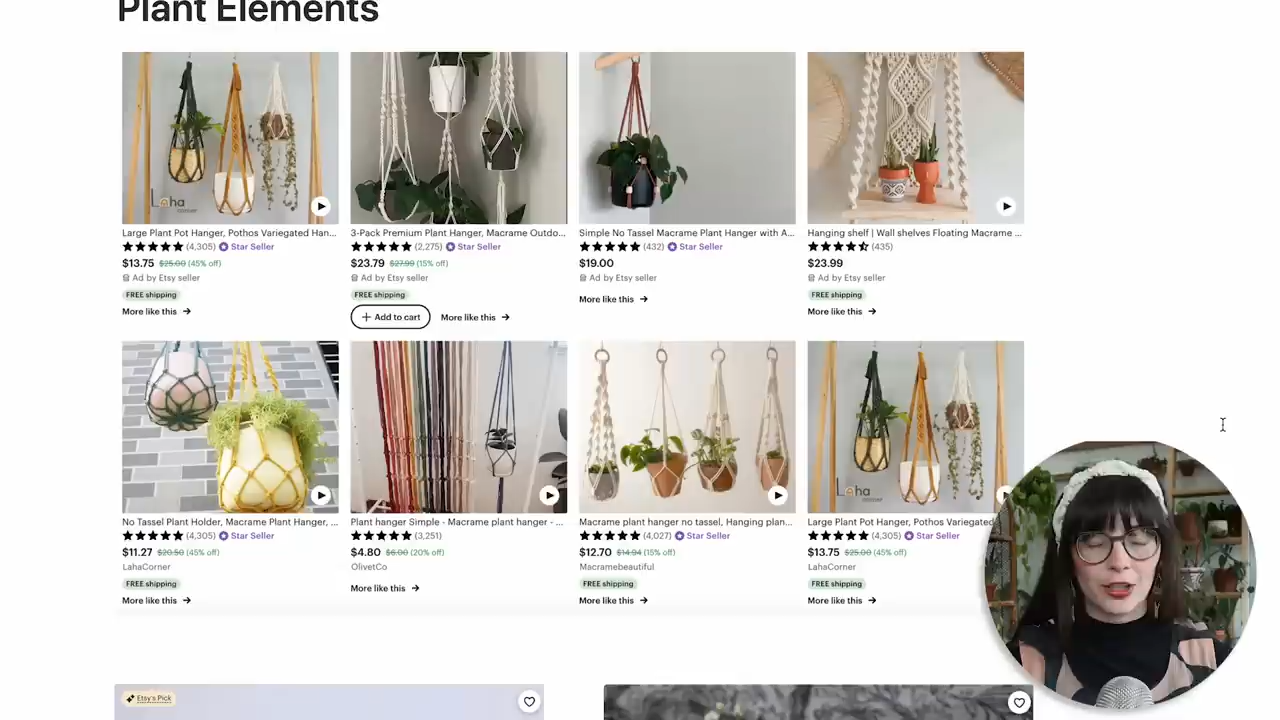 Plant Elements
Laha
Large Plant Pot Hanger, Pothos Variegated Han...
(4,305) Star Seller
$13.75 $25.00 (45% off)
Ad by Etsy seller
FREE shipping
More like this
3-Pack Premium Plant Hanger, Macrame Outdo...
(2,275) Star Seller
$23.79 $27.99 (15% off)
Ad by Etsy seller
FREE shipping
+ Add to cart
More like this
Simple No Tassel Macrame Plant Hanger with A...
(432) Star Seller
$19.00
Ad by Etsy seller
More like this
Hanging shelf | Wall shelves Floating Macrame ...
(435)
$23.99
FREE shipping
More like this
No Tassel Plant Holder, Macrame Plant Hanger, ...
(4,305) Star Seller
$11.27 $20.50 (45% off)
LahaCorner
FREE shipping
More like this
Plant hanger Simple - Macrame plant hanger - ...
(3,251)
$4.80 $6.00 (20% off)
OlivetCo
More like this
Macrame plant hanger no tassel, Hanging plan...
(4,027) Star Seller
$12.70 $14.94 (15% off)
Macramebeautiful
FREE shipping
More like this
Laha
Large Plant Pot Hanger, Pothos Variegated
(4,305) Star Seller
$13.75 $25.00 (45% off)
LahaCorner
FREE shipping
More like this
Etsy's Pick